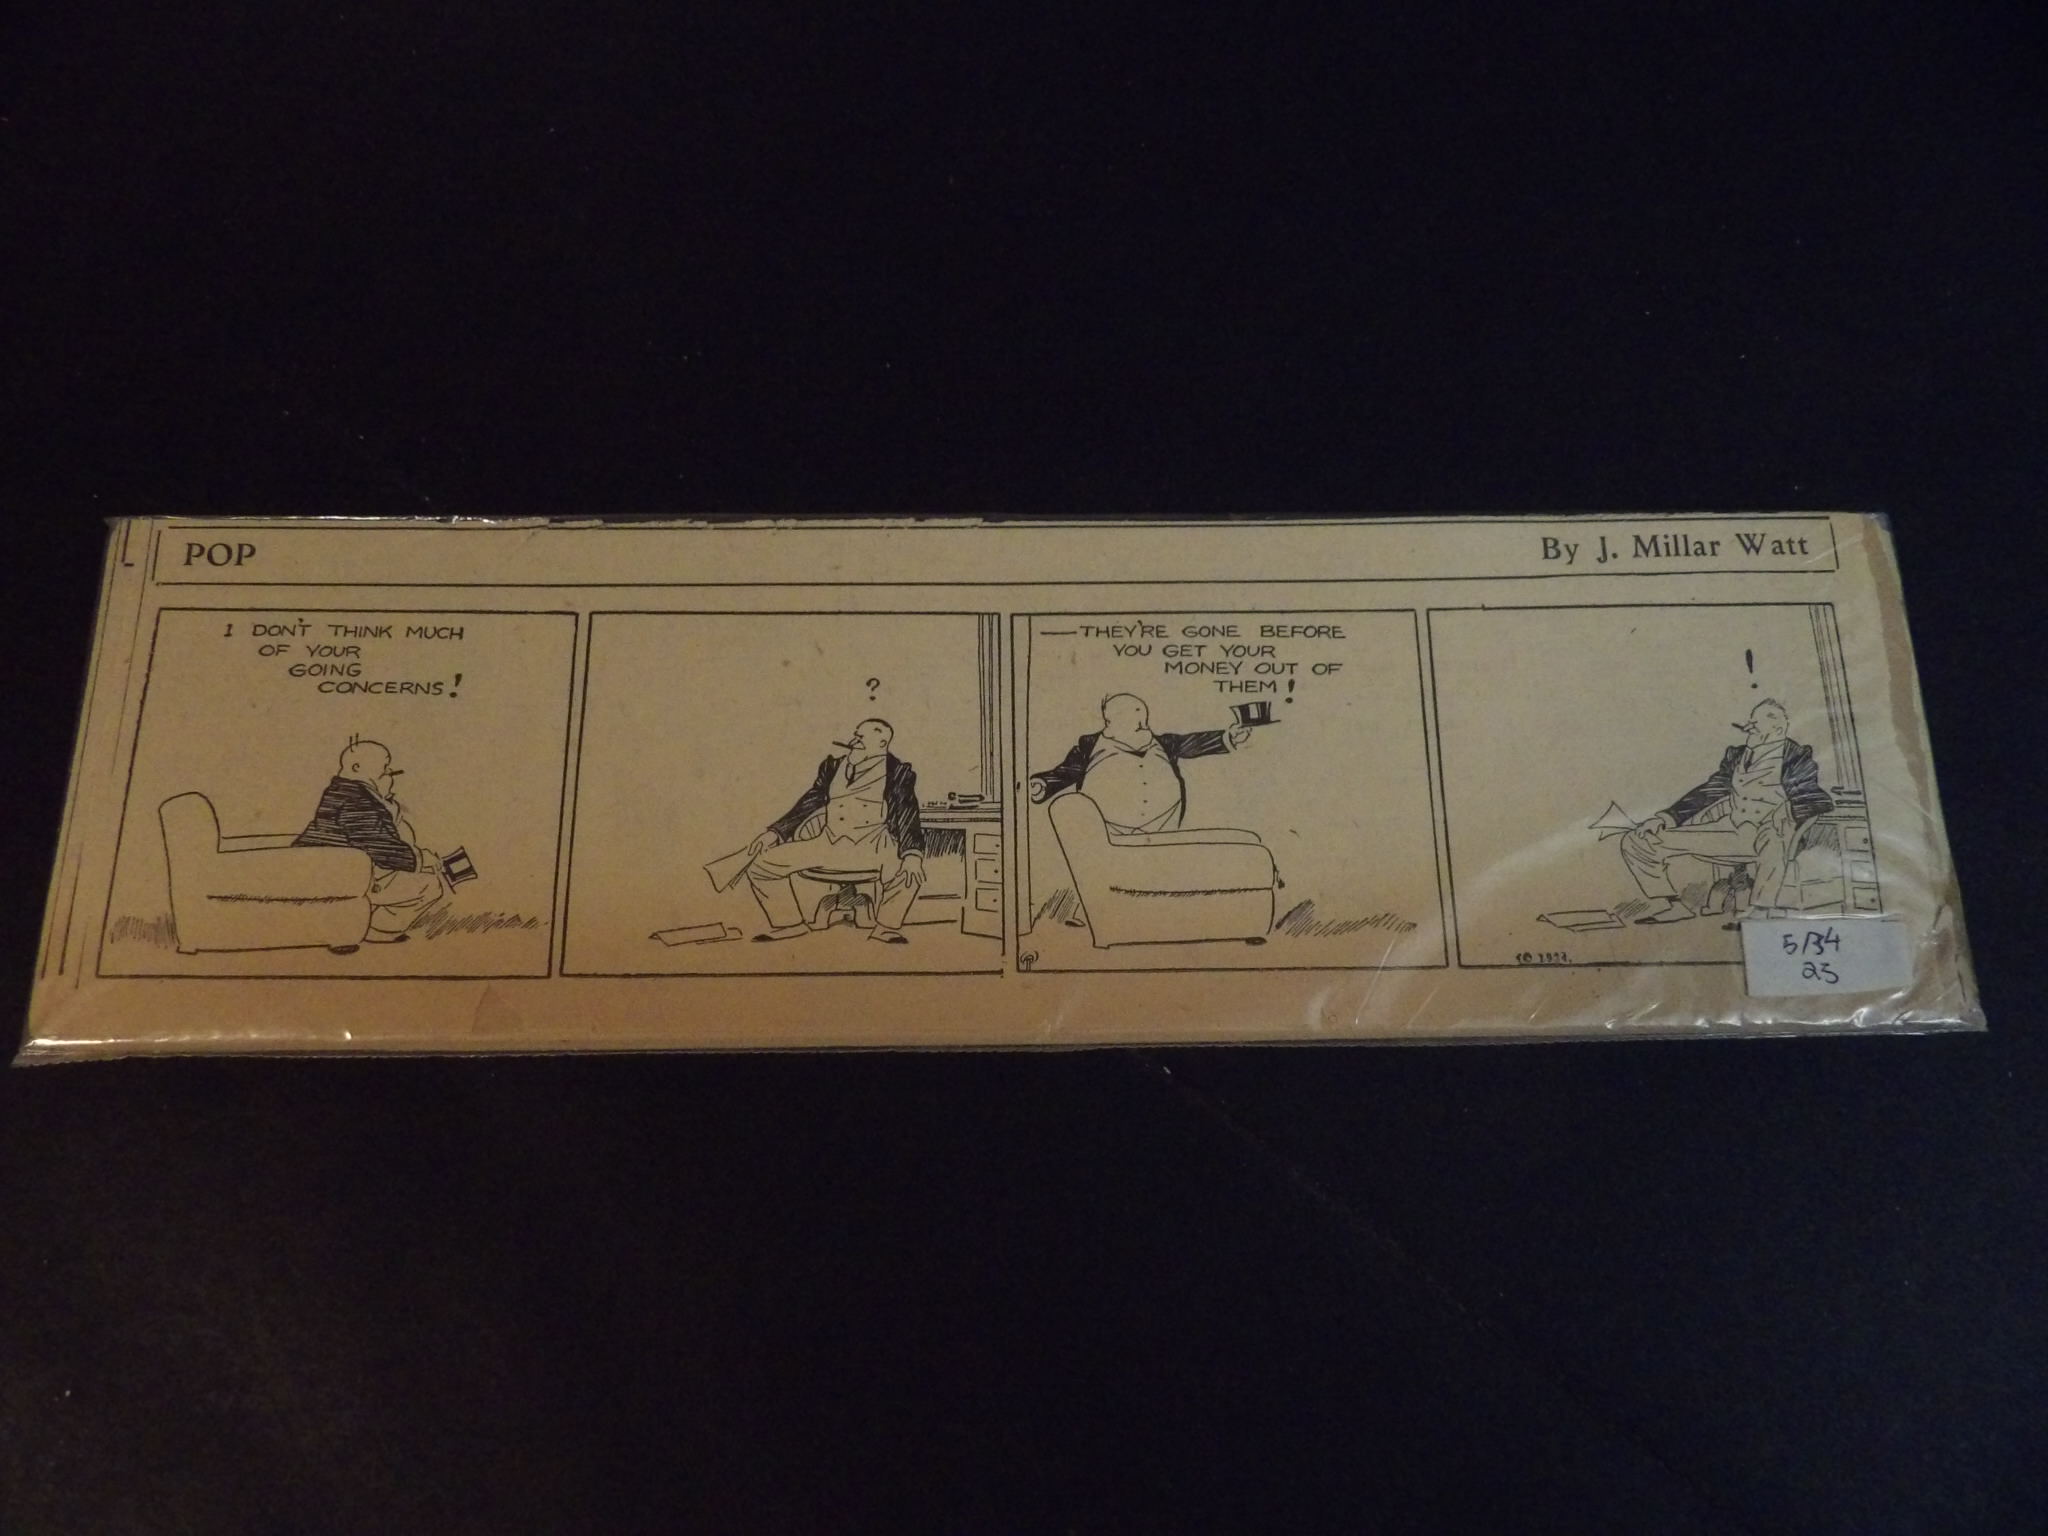 POP
By J. Millar Watt
I DON'T THINK MUCH
OF YOUR
GOING
CONCERNS!
?
—THEY'RE GONE BEFORE
YOU GET YOUR
MONEY OUT OF
THEM!
!
5/34
23